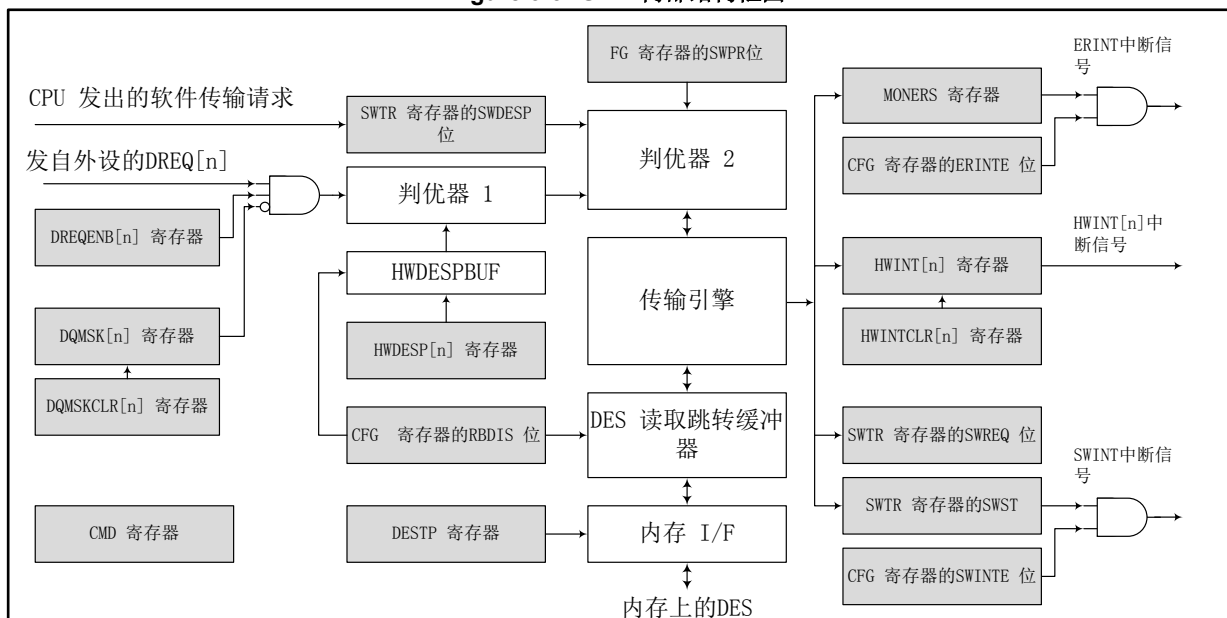 FG 寄存器的SWPR位
ERINT中断信
号
CPU 发出的软件传输请求
SWTR 寄存器的SWDESP
位
判优器 2
MONERS 寄存器
CFG 寄存器的ERINTE 位
发自外设的DREQ[n]
判优器 1
DREQENB[n] 寄存器
HWDESPBUF
传输引擎
HWINT[n]中
断信号
HWINT[n] 寄存器
DQMSK[n] 寄存器
HWDESP[n] 寄存器
HWINTCLR[n] 寄存器
DQMSKCLR[n] 寄存器
CFG 寄存器的RBDIS 位
DES 读取跳转缓冲
器
SWTR 寄存器的SWREQ 位
SWINT中断信
号
SWTR 寄存器的SWST
CMD 寄存器
DESTP 寄存器
内存 I/F
CFG 寄存器的SWINTE 位
内存上的DES